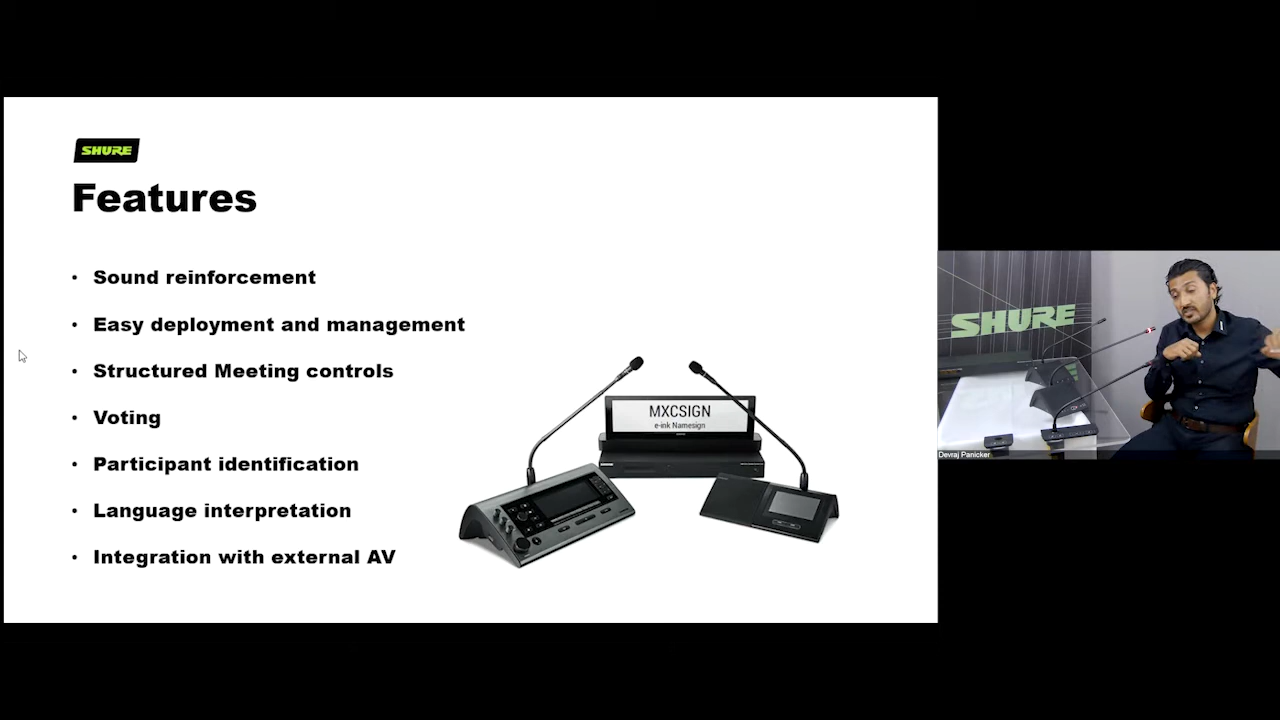 SHURE
Features
• Sound reinforcement
• Easy deployment and management
• Structured Meeting controls
• Voting
• Participant identification
• Language interpretation
• Integration with external AV
MXCSIGN
e-ink Namesign
SHURE
Devraj Panicker